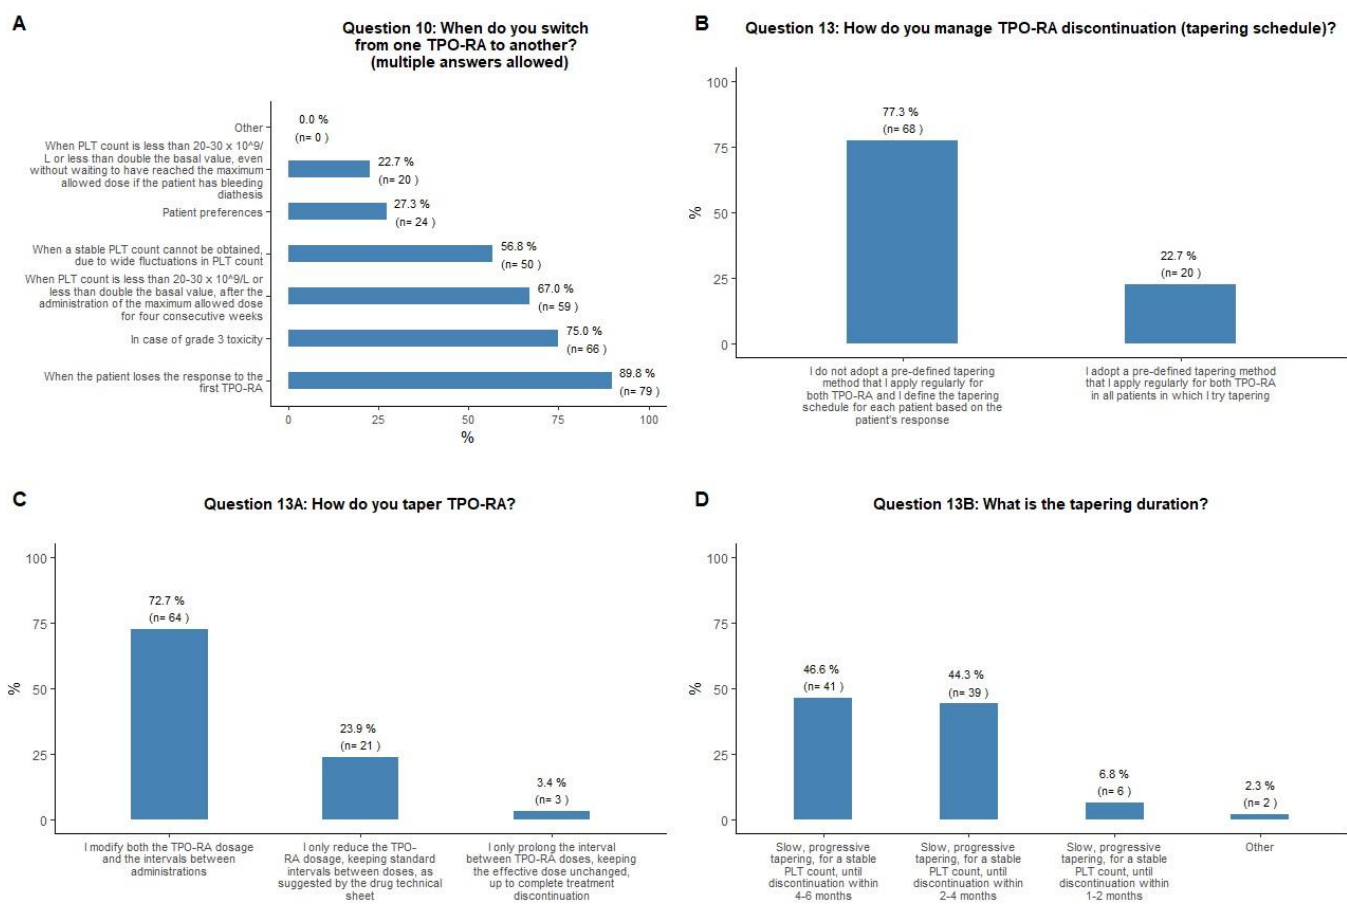 A
Question 10: When do you switch
from one TPO-RA to another?
(multiple answers allowed)
Other
0.0 %
(n= 0 )
When PLT count is less than 20-30 x 10^9/
L or less than double the basal value, even
without waiting to have reached the maximum
allowed dose if the patient has bleeding
diathesis
22.7 %
(n= 20 )
Patient preferences
27.3 %
(n= 24 )
When a stable PLT count cannot be obtained,
due to wide fluctuations in PLT count
56.8 %
(n= 50 )
When PLT count is less than 20-30 x 10^9/L or
less than double the basal value, after the
administration of the maximum allowed dose
for four consecutive weeks
67.0 %
(n= 59 )
In case of grade 3 toxicity
75.0 %
(n= 66 )
When the patient loses the response to the
first TPO-RA
89.8 %
(n= 79 )
0 25 50 75 100
%
B
Question 13: How do you manage TPO-RA discontinuation (tapering schedule)?
100
75
50
25
0
%
77.3 %
(n= 68 )
22.7 %
(n= 20 )
I do not adopt a pre-defined tapering
method that I apply regularly for
both TPO-RA and I define the tapering
schedule for each patient based on the
patient's response
I adopt a pre-defined tapering method
that I apply regularly for both TPO-RA
in all patients in which I try tapering
C
Question 13A: How do you taper TPO-RA?
100
75
50
25
0
%
72.7 %
(n= 64 )
23.9 %
(n= 21 )
3.4 %
(n= 3 )
I modify both the TPO-RA dosage
and the intervals between
administrations
I only reduce the TPO-
RA dosage, keeping standard
intervals between doses, as
suggested by the drug technical
sheet
I only prolong the interval
between TPO-RA doses, keeping
the effective dose unchanged,
up to complete treatment
discontinuation
D
Question 13B: What is the tapering duration?
100
75
50
25
0
%
46.6 %
(n= 41 )
44.3 %
(n= 39 )
6.8 %
(n= 6 )
2.3 %
(n= 2 )
Slow, progressive
tapering, for a stable
PLT count, until
discontinuation within
4-6 months
Slow, progressive
tapering, for a stable
PLT count, until
discontinuation within
2-4 months
Slow, progressive
tapering, for a stable
PLT count, until
discontinuation within
1-2 months
Other